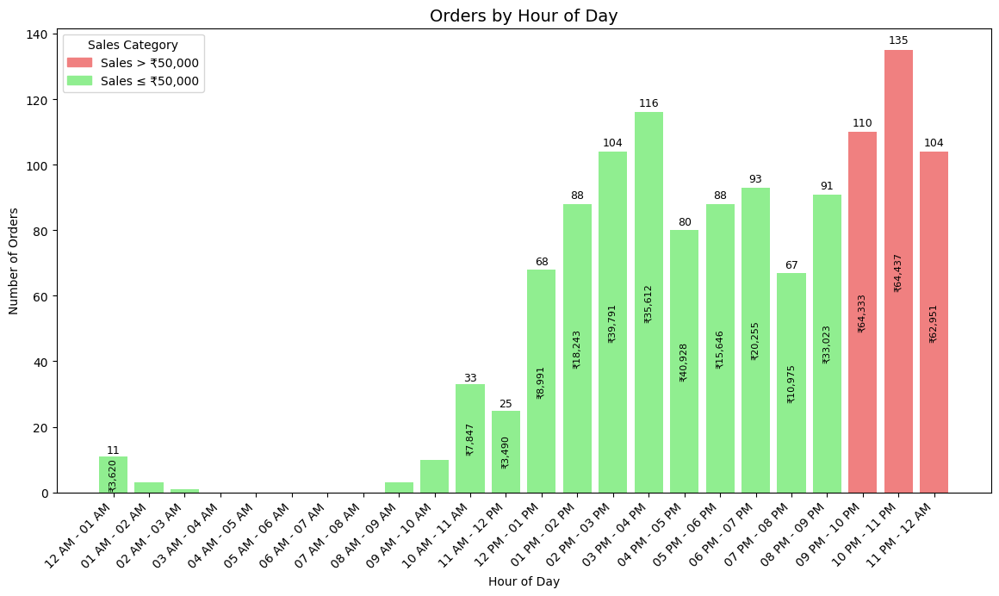 Orders by Hour of Day
Sales Category
Sales > ₹50,000
Sales ≤ ₹50,000
Number of Orders
140
120
100
80
60
40
20
0
11
33
25
68
88
104
116
80
88
93
67
91
110
135
104
₹3,620
₹7,847
₹3,490
₹8,991
₹18,243
₹39,791
₹35,612
₹40,928
₹15,646
₹20,255
₹10,975
₹33,023
₹64,333
₹64,437
₹62,951
12 AM - 01 AM
01 AM - 02 AM
02 AM - 03 AM
03 AM - 04 AM
04 AM - 05 AM
05 AM - 06 AM
06 AM - 07 AM
07 AM - 08 AM
08 AM - 09 AM
09 AM - 10 AM
10 AM - 11 AM
11 AM - 12 PM
12 PM - 01 PM
01 PM - 02 PM
02 PM - 03 PM
03 PM - 04 PM
04 PM - 05 PM
05 PM - 06 PM
06 PM - 07 PM
07 PM - 08 PM
08 PM - 09 PM
09 PM - 10 PM
10 PM - 11 PM
11 PM - 12 AM
Hour of Day